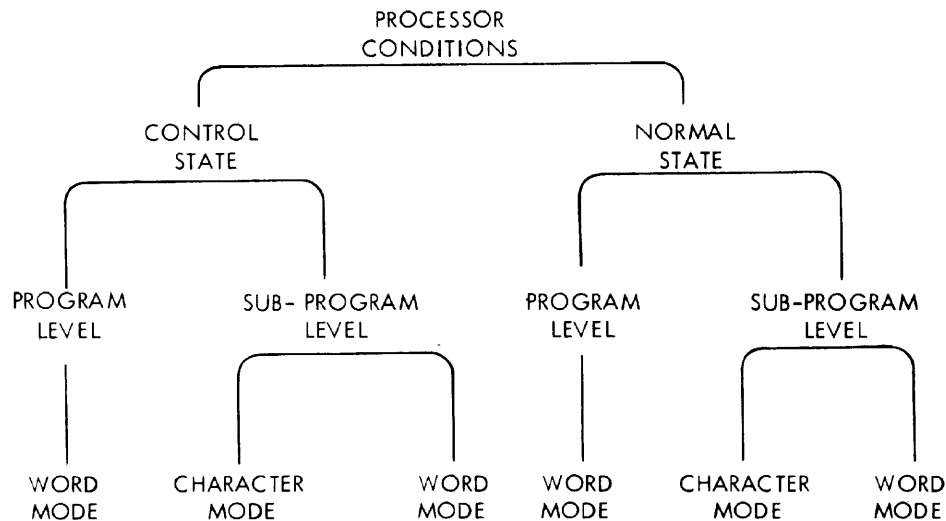 PROCESSOR
CONDITIONS
CONTROL
STATE
NORMAL
STATE
PROGRAM
LEVEL
SUB- PROGRAM
LEVEL
PROGRAM
LEVEL
SUB-PROGRAM
LEVEL
WORD
MODE
CHARACTER
MODE
WORD
MODE
WORD
MODE
CHARACTER
MODE
WORD
MODE